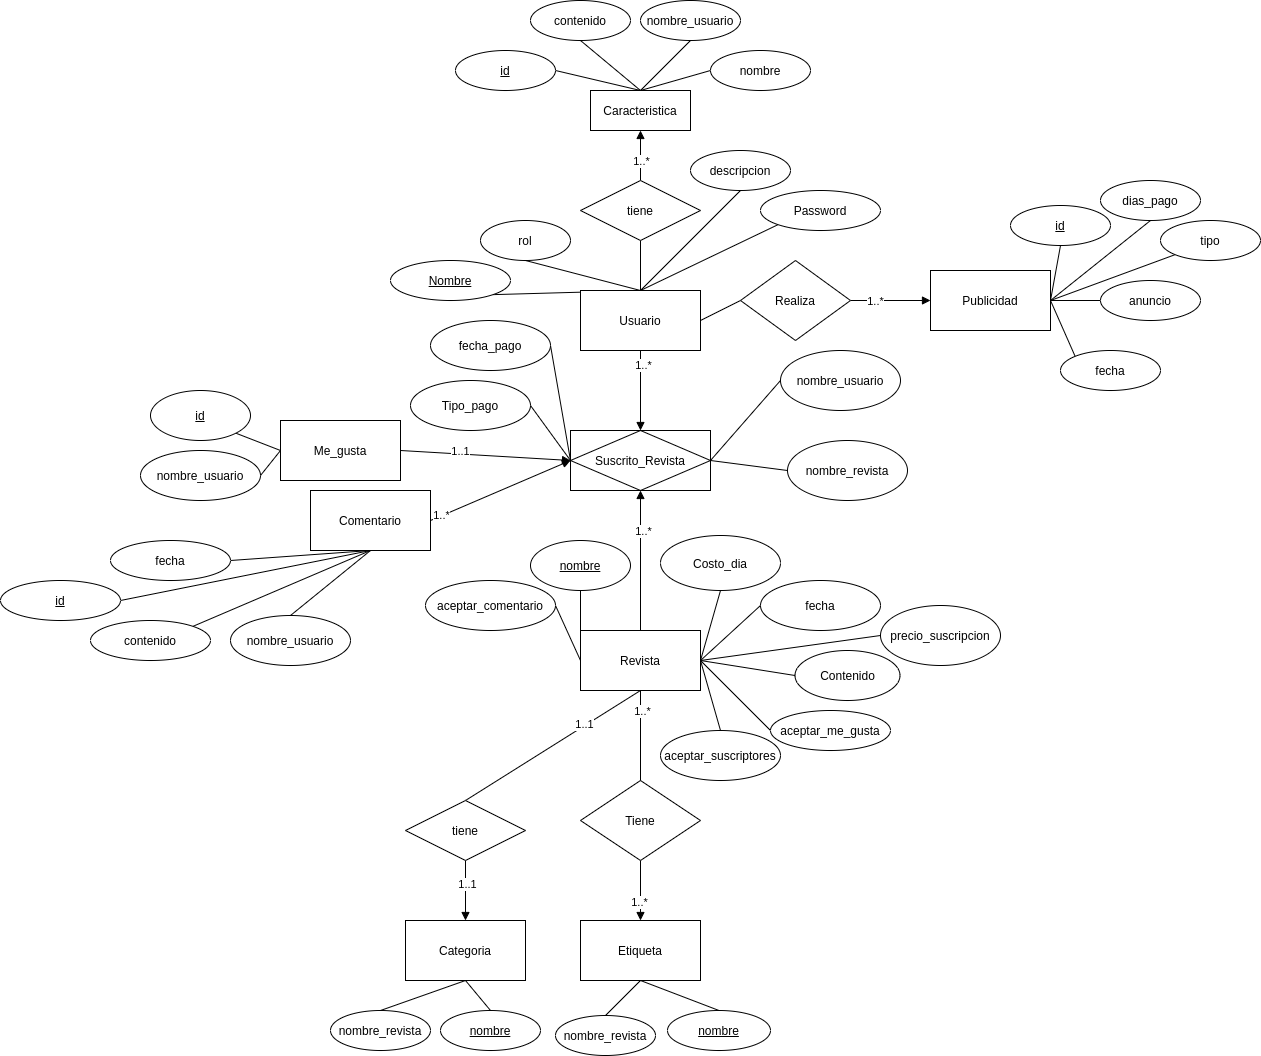 contenido
nombre_usuario
id
nombre
Caracteristica
1..*
descripcion
tiene
Password
dias_pago
id
rol
tipo
Nombre
Usuario
Realiza
1..*
Publicidad
anuncio
fecha_pago
1..*
fecha
nombre_usuario
Tipo_pago
id
Me_gusta
1..1
Suscrito_Revista
nombre_usuario
nombre_revista
Comentario
1..*
1..*
fecha
nombre
Costo_dia
id
aceptar_comentario
fecha
contenido
nombre_usuario
precio_suscripcion
Revista
Contenido
1..1
1..*
aceptar_me_gusta
aceptar_suscriptores
tiene
Tiene
1..1
1..*
Categoria
Etiqueta
nombre_revista
nombre
nombre_revista
nombre